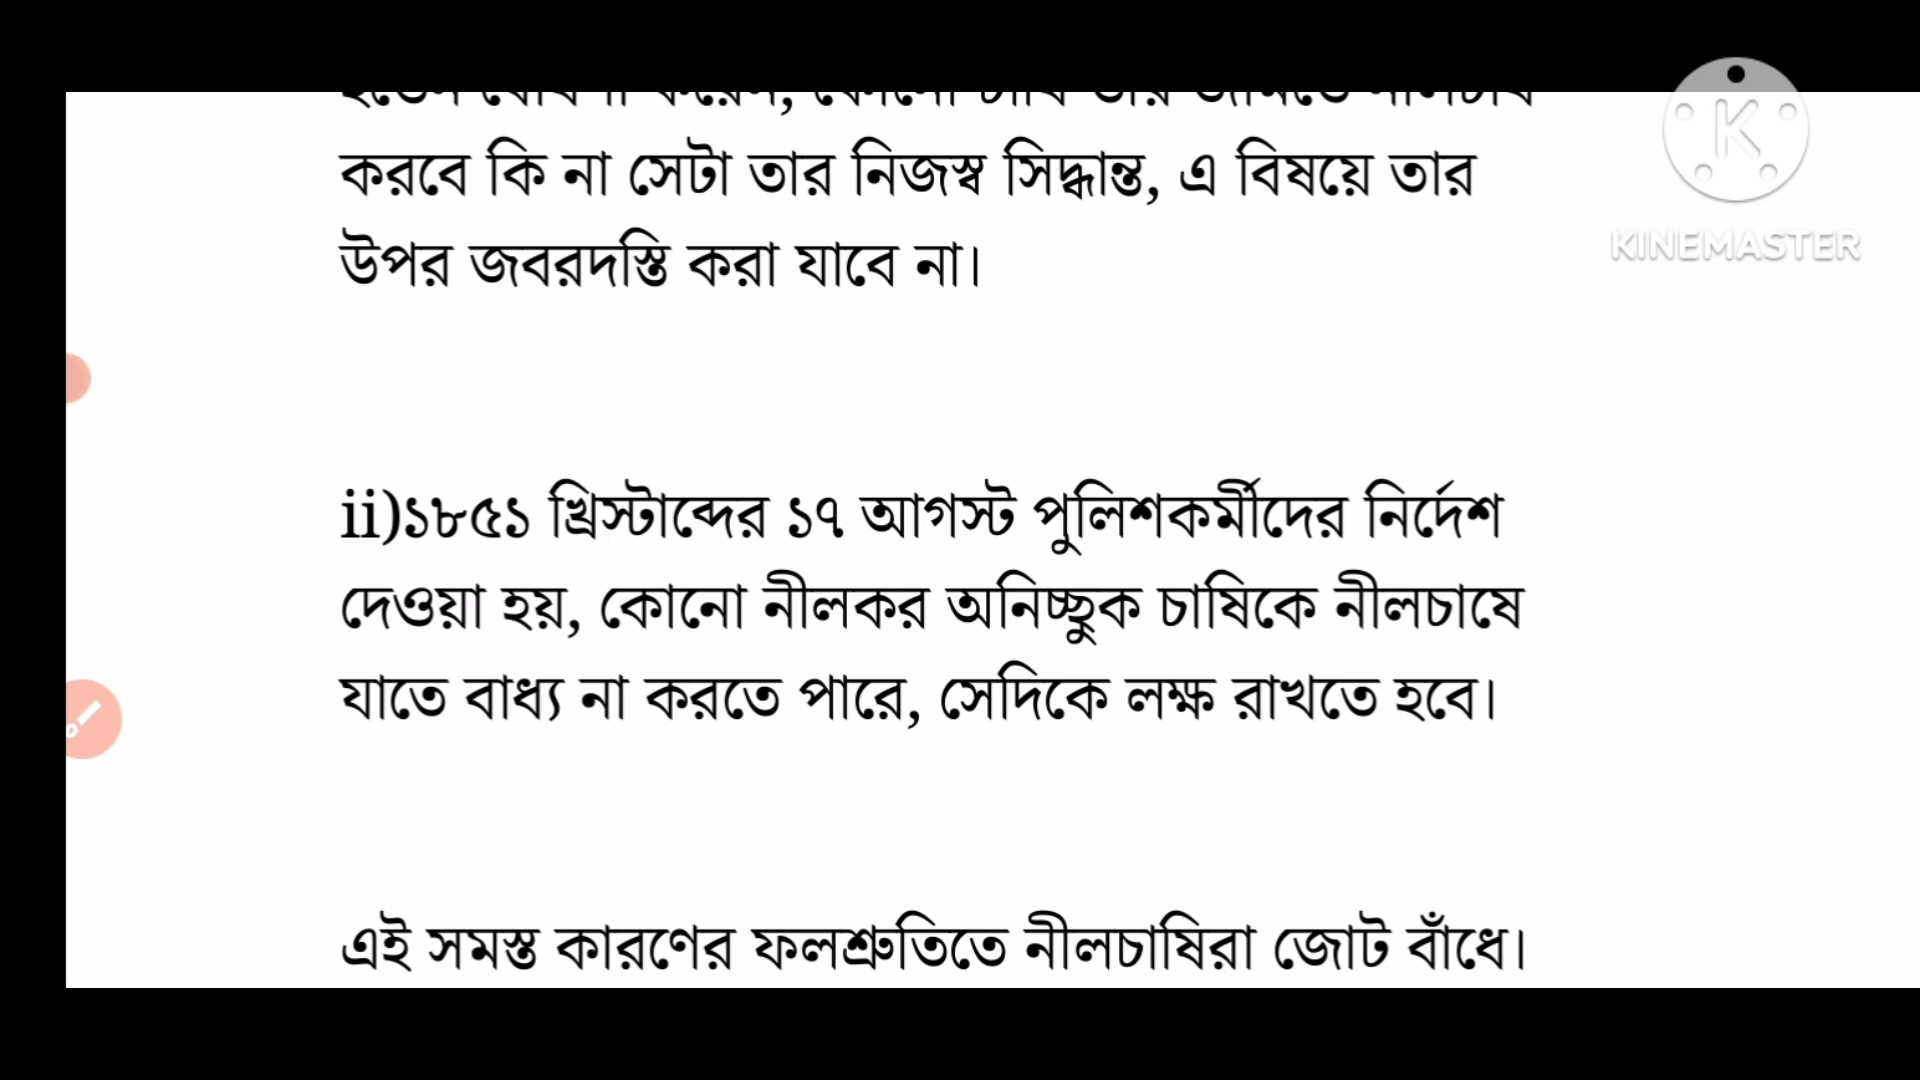 করবে কি না সেটা তার নিজস্ব সিদ্ধান্ত, এ বিষয়ে তার
উপর জবরদস্তি করা যাবে না।
ii)১৮৫১ খ্রিস্টাব্দের ১৭ আগস্ট পুলিশকর্মীদের নির্দেশ
দেওয়া হয়, কোনো নীলকর অনিচ্ছুক চাষিকে নীলচাষে
যাতে বাধ্য না করতে পারে, সেদিকে লক্ষ রাখতে হবে।
এই সমস্ত কারণের ফলশ্রুতিতে নীলচাষিরা জোট বাঁধে।
K
KINEMASTER